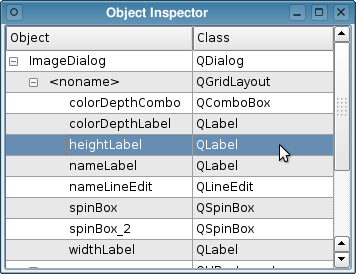 Object Inspector
Object Class
ImageDialog QDialog
<noname> QGridLayout
colorDepthCombo QComboBox
colorDepthLabel QLabel
heightLabel QLabel
nameLabel QLabel
nameLineEdit QLineEdit
spinBox QSpinBox
spinBox_2 QSpinBox
widthLabel QLabel